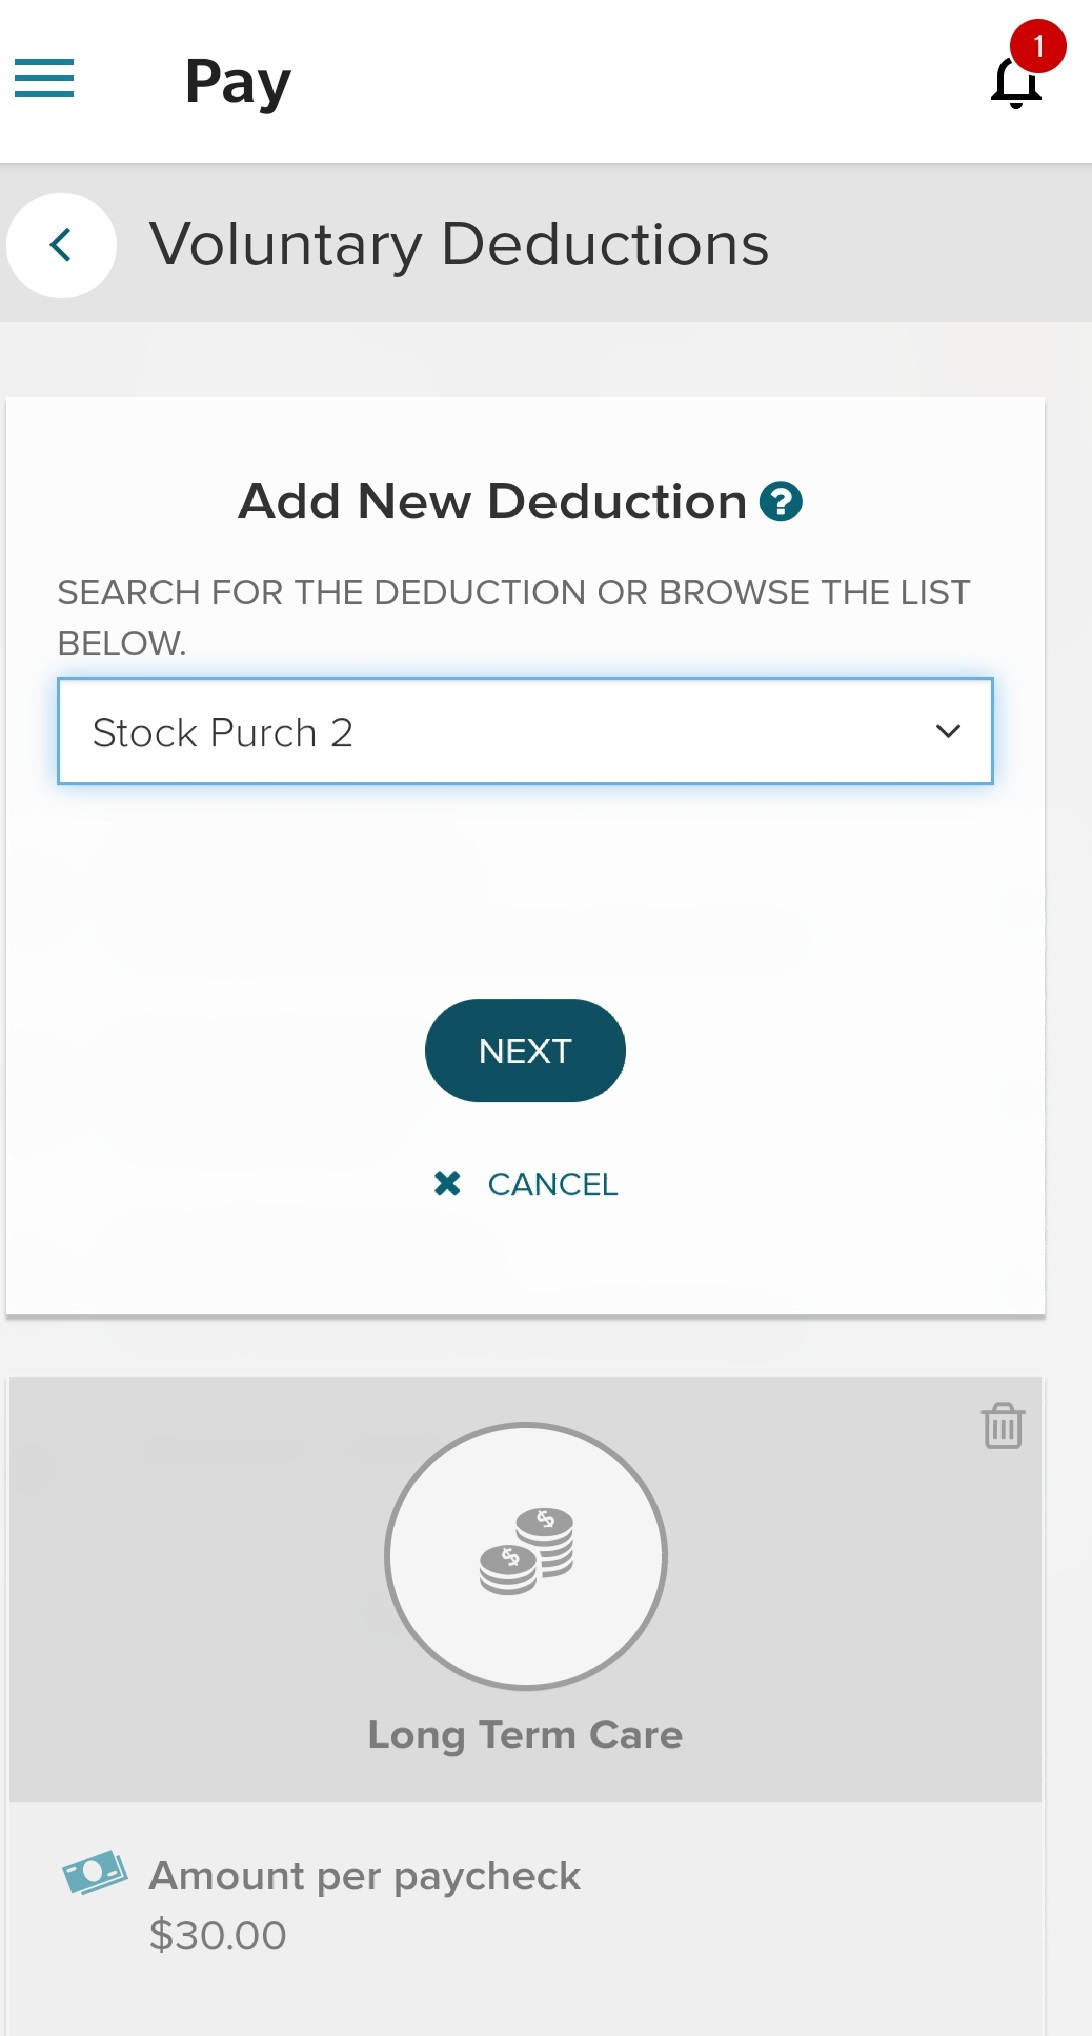 Pay
1
Voluntary Deductions
Add New Deduction ?
SEARCH FOR THE DEDUCTION OR BROWSE THE LIST
BELOW.
Stock Purch 2
NEXT
CANCEL
$
$
Long Term Care
Amount per paycheck
$30.00